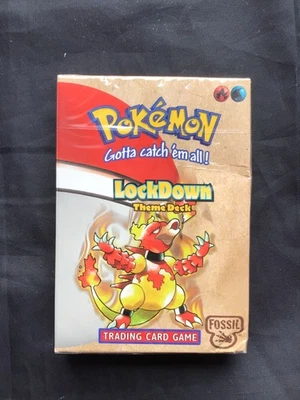 POKéMON
Gotta catch 'em all!
LockDown
Theme Deck
TRADING CARD GAME
FOSSIL